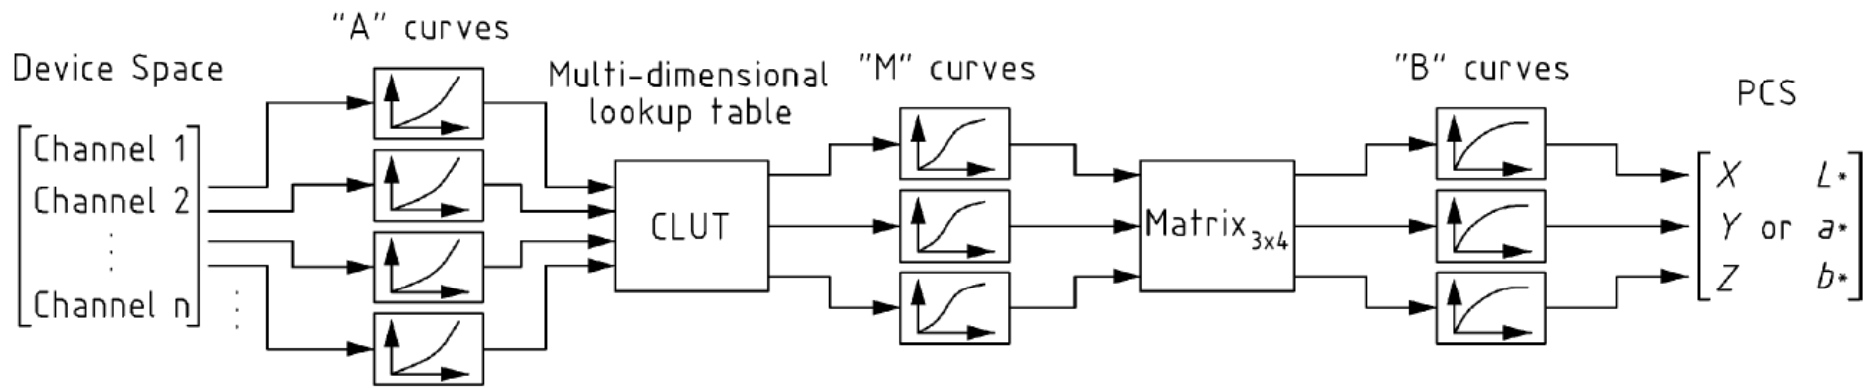 "A" curves
Device Space
Multi-dimensional
lookup table
"M" curves
"B" curves
PCS
Channel 1
Channel 2
⋮
Channel n
⋮
CLUT
Matrix3x4
X L*
Y or a*
Z b*